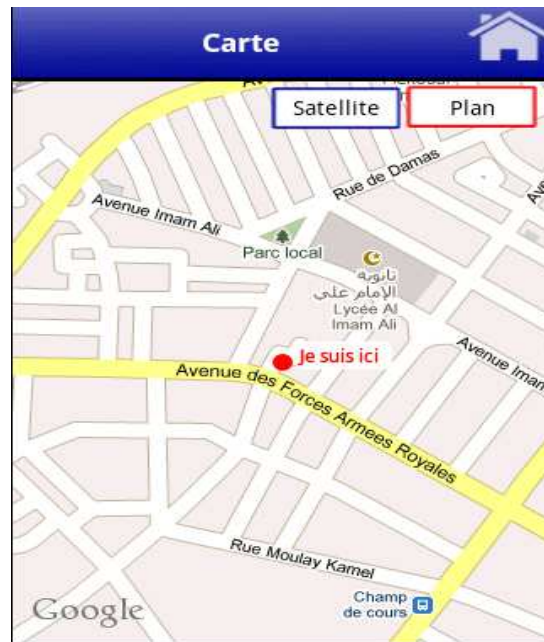 Carte
Satellite
Plan
Rue de Damas
Avenue Imam Ali
Parc local
ثانوية
الإمام علي
Lycée Al
Imam Ali
Je suis ici
Avenue Imam
Avenue des Forces Armees Royales
Rue Moulay Kamel
Champ
de cours
Google